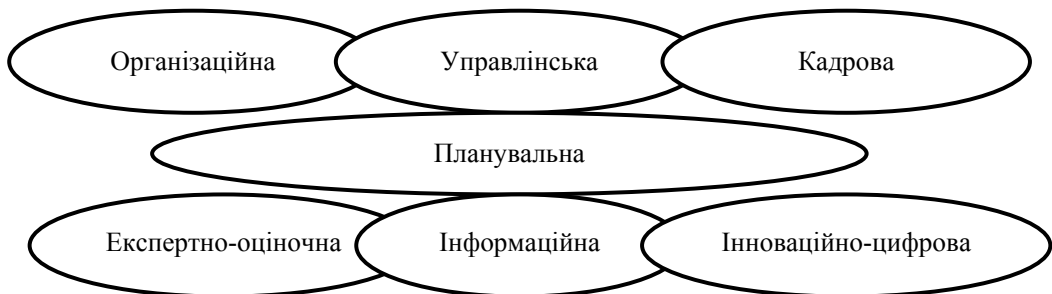 Організаційна Управлінська Кадрова
Планувальна
Експертно-оціночна Інформаційна Інноваційно-цифрова